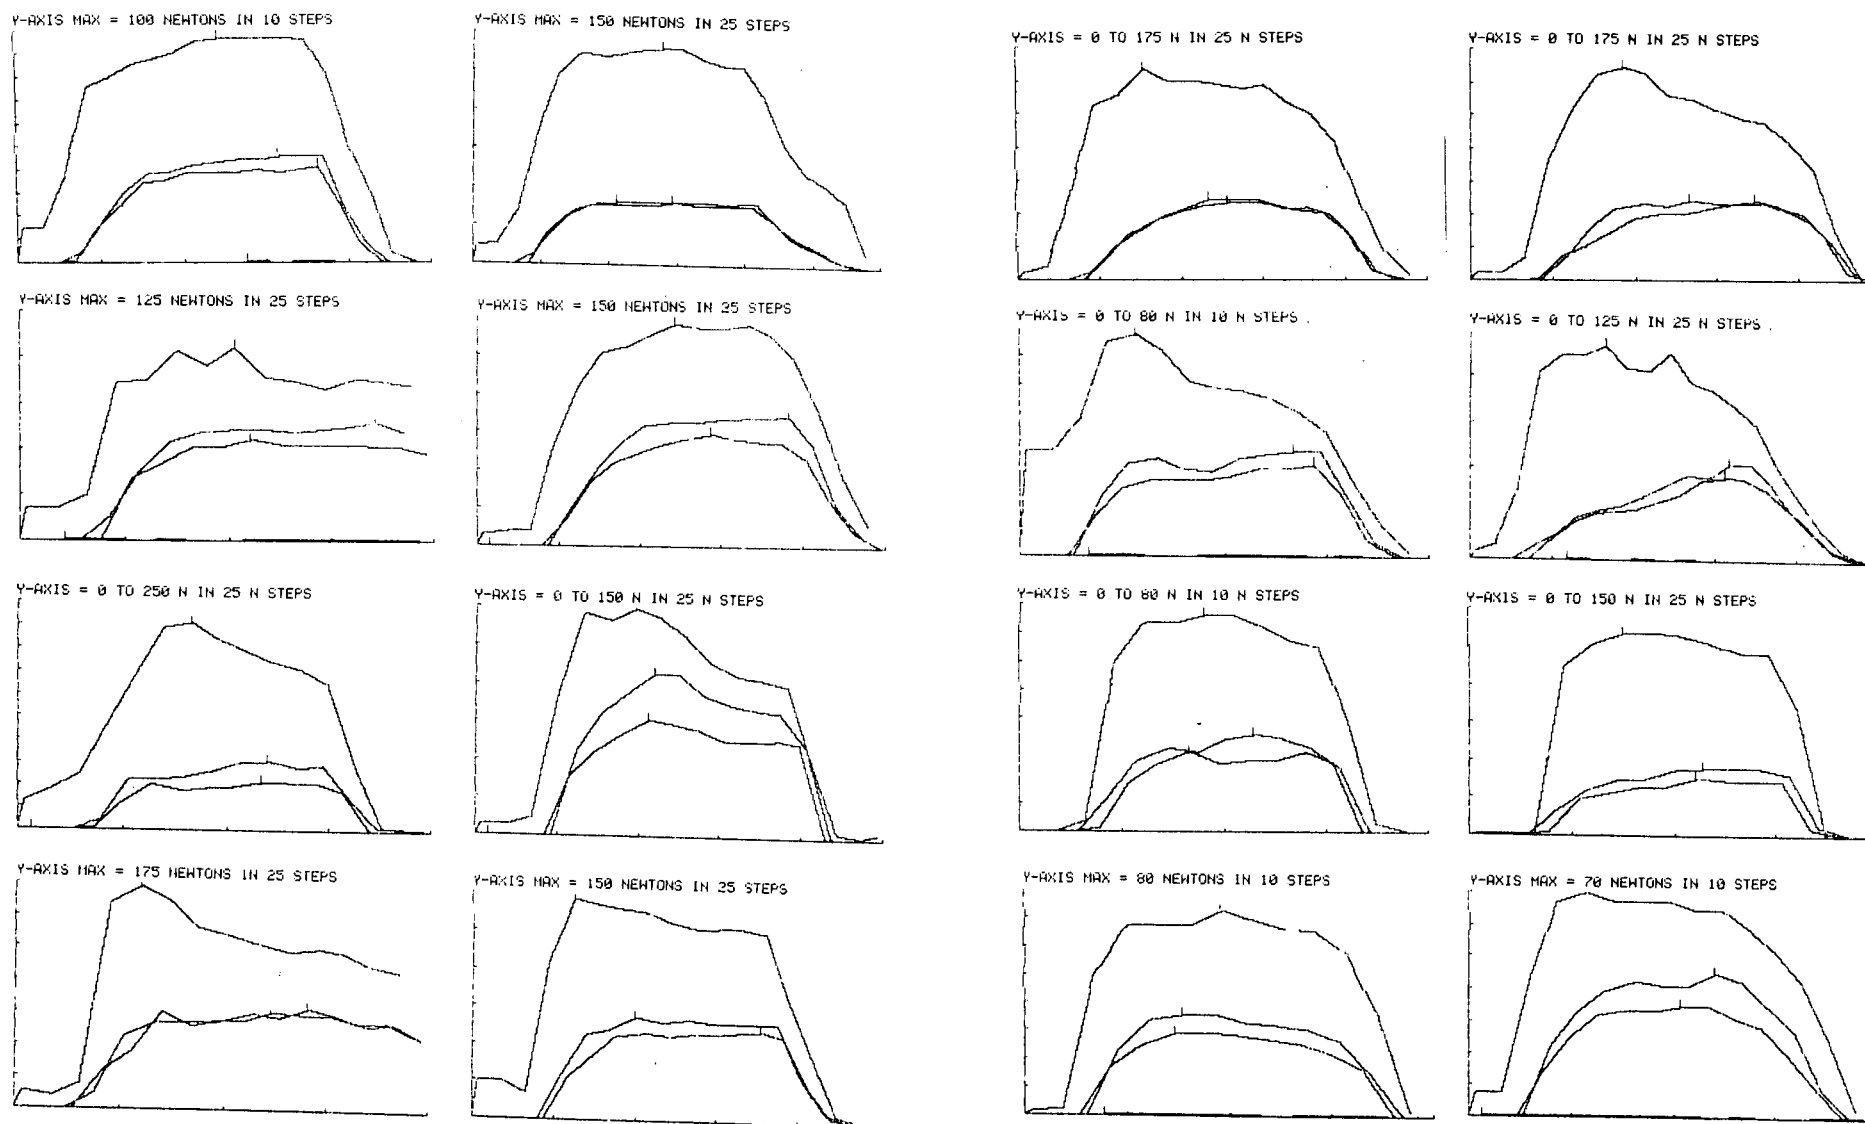 Y-AXIS MAX = 100 NEWTONS IN 10 STEPS
Y-AXIS MAX = 150 NEWTONS IN 25 STEPS
Y-AXIS = 0 TO 175 N IN 25 N STEPS
Y-AXIS = 0 TO 175 N IN 25 N STEPS
Y-AXIS MAX = 125 NEWTONS IN 25 STEPS
Y-AXIS MAX = 150 NEWTONS IN 25 STEPS
Y-AXIS = 0 TO 80 N IN 10 N STEPS
Y-AXIS = 0 TO 125 N IN 25 N STEPS
Y-AXIS = 0 TO 250 N IN 25 N STEPS
Y-AXIS = 0 TO 150 N IN 25 N STEPS
Y-AXIS = 0 TO 80 N IN 10 N STEPS
Y-AXIS = 0 TO 150 N IN 25 N STEPS
Y-AXIS MAX = 175 NEWTONS IN 25 STEPS
Y-AXIS MAX = 150 NEWTONS IN 25 STEPS
Y-AXIS MAX = 80 NEWTONS IN 10 STEPS
Y-AXIS MAX = 70 NEWTONS IN 10 STEPS